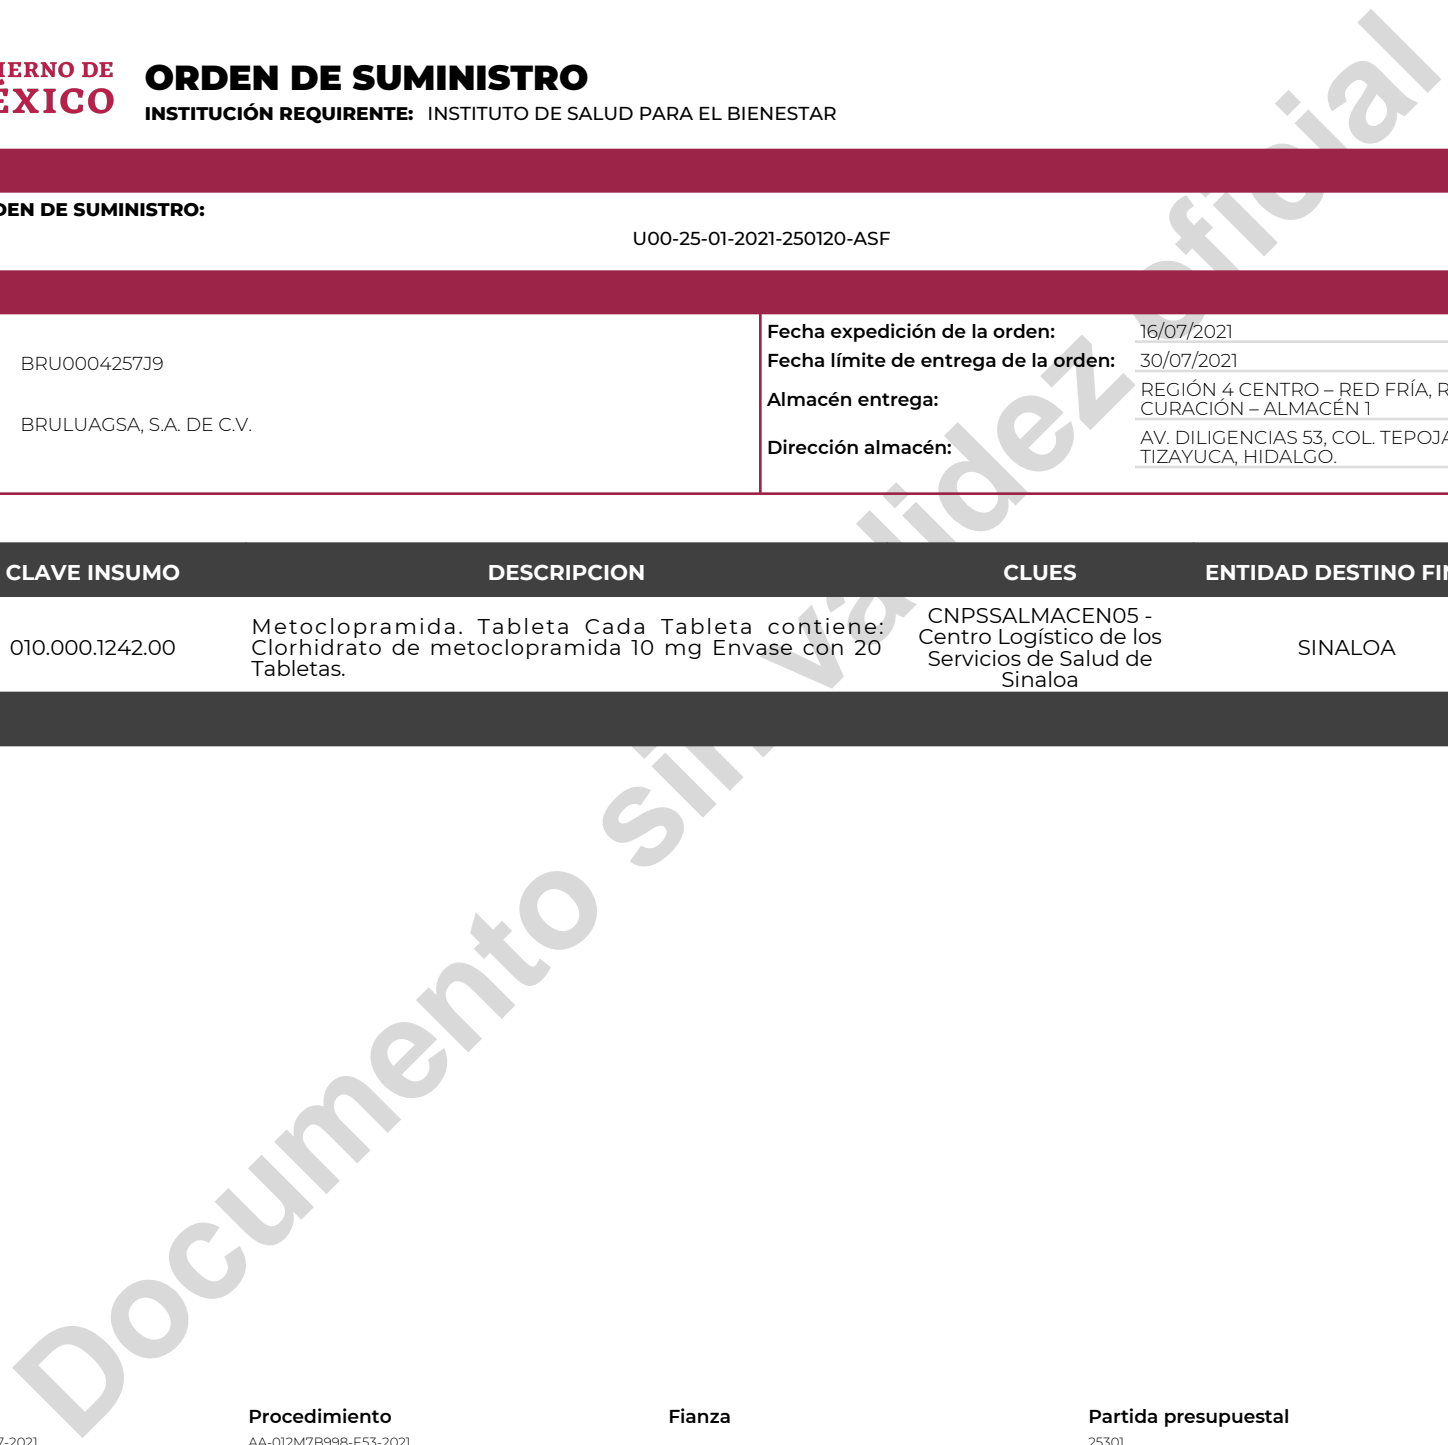 ORDEN DE SUMINISTRO
INSTITUCIÓN REQUIRENTE: INSTITUTO DE SALUD PARA EL BIENESTAR
DE
ÉXICO
DE SUMINISTRO:
U00-25-01-2021-250120-ASF
BRU0004257J9
BRULUAGSA, S.A. DE C.V.
Fecha expedición de la orden: 16/07/2021
Fecha límite de entrega de la orden: 30/07/2021
Almacén entrega: REGIÓN 4 CENTRO – RED FRÍA,
CURACIÓN – ALMACÉN 1
Dirección almacén: AV. DILIGENCIAS 53, COL.
TIZAYUCA, HIDALGO.
CLAVE INSUMO DESCRIPCION CLUES ENTIDAD DESTINO
010.000.1242.00
Metoclopramida. Tableta Cada Tableta contiene:
Clorhidrato de metoclopramida 10 mg Envase con 20
Tabletas.
CNPSSALMACEN05 -
Centro Logístico de los
Servicios de Salud de
Sinaloa
SINALOA
Documento sin validez oficial
Procedimiento Fianza Partida presupuestal
AA-012M7B998-E53-2021 25301